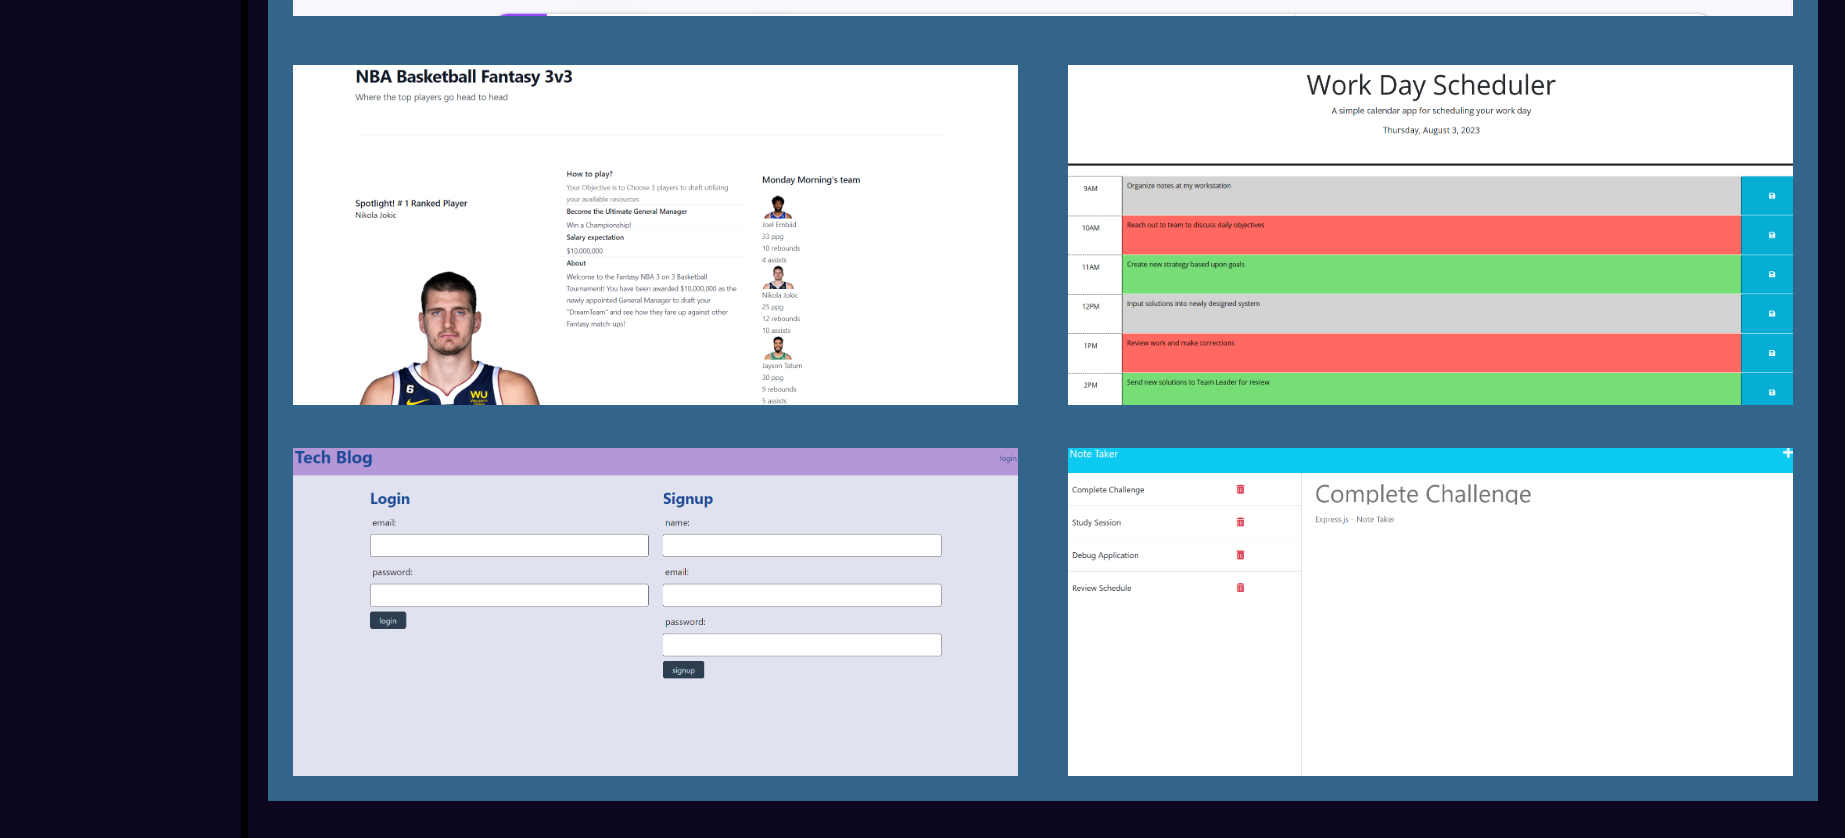 NBA Basketball Fantasy 3v3
Where the top players go head to head
Spotlight! # 1 Ranked Player
Nikola Jokic
6
WU
How to play?
Your Objective is to Choose 3 players to draft utilizing
your available resources
Become the Ultimate General Manager
Win a Championship!
Salary expectation
$10,000,000
About
Welcome to the Fantasy NBA 3 on 3 Basketball
Tournament! You have been awarded $10,000,000 as the
newly appointed General Manager to draft your
"DreamTeam" and see how they fare up against other
Fantasy match-ups!
Monday Morning's team
Joel Embiid
33 ppg
10 rebounds
4 assists
Nikola Jokic
25 ppg
12 rebounds
10 assists
Jayson Tatum
30 ppg
9 rebounds
5 assists
Work Day Scheduler
A simple calendar app for scheduling your work day
Thursday, August 3, 2023
9AM Organize notes at my workstation
10AM Reach out to team to discuss daily objectives
11AM Create new strategy based upon goals
12PM Input solutions into newly designed system
1PM Review work and make corrections
2PM Send new solutions to Team Leader for review
Tech Blog
login
Login
email:
password:
login
Signup
name:
email:
password:
signup
Note Taker
Complete Challenge
Study Session
Debug Application
Review Schedule
Complete Challenge
Express.js - Note Taker